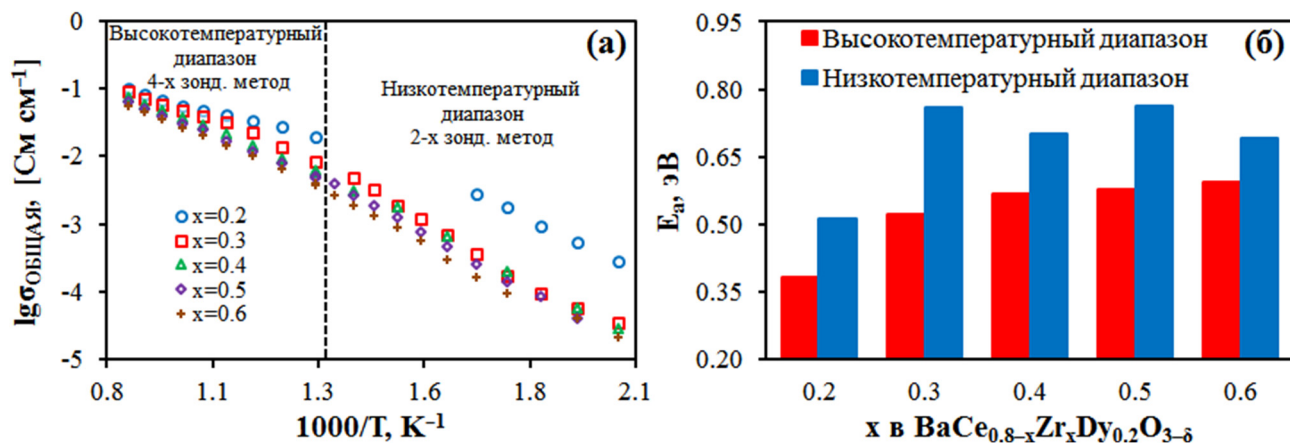 0
-1
-2
-3
-4
-5
lgσОБЩАЯ, [См см⁻¹]
Высокотемпературный
диапазон
4-х зонд. метод
(а)
Низкотемпературный
диапазон
2-х зонд. метод
x=0.2
x=0.3
x=0.4
x=0.5
x=0.6
0.8 1.1 1.3 1.6 1.8 2.1
1000/T, K⁻¹
0.95
0.80
0.65
0.50
0.35
0.20
Eₐ, эВ
Высокотемпературный диапазон
(б)
Низкотемпературный диапазон
0.2 0.3 0.4 0.5 0.6
x в BaCe₀.₈₋ₓZrₓDy₀.₂O₃₋δ